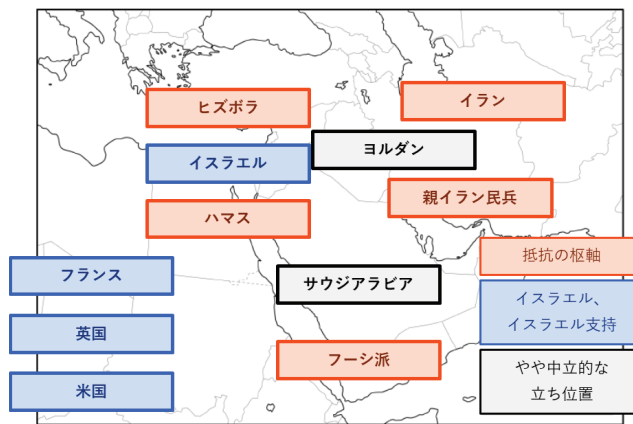 ヒズボラ
イラン
ヨルダン
イスラエル
親イラン民兵
ハマス
抵抗の枢軸
フランス
サウジアラビア
イスラエル、
イスラエル支持
英国
フーシ派
やや中立的な
立ち位置
米国